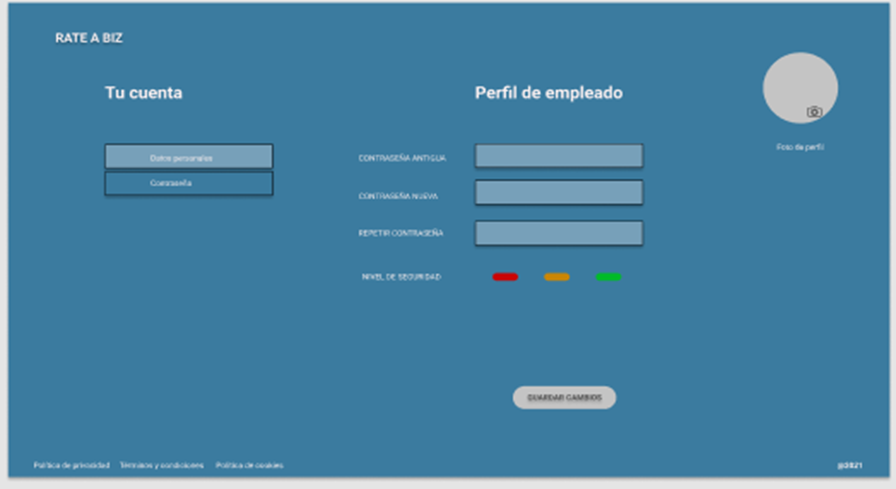 RATE A BIZ
Tu cuenta
Perfil de empleado
Datos personales
Contraseña
CONTRASEÑA ANTIGUA
CONTRASEÑA NUEVA
REPETIR CONTRASEÑA
NIVEL DE SEGURIDAD
Foto de perfil
GUARDAR CAMBIOS
Política de privacidad Términos y condiciones Política de cookies
@2021